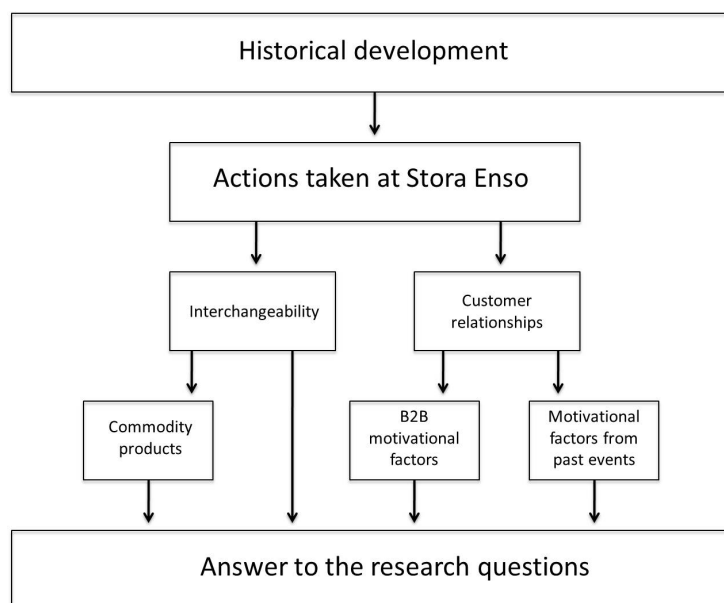 Historical development
Actions taken at Stora Enso
Interchangeability
Customer
relationships
Commodity
products
B2B
motivational
factors
Motivational
factors from
past events
Answer to the research questions